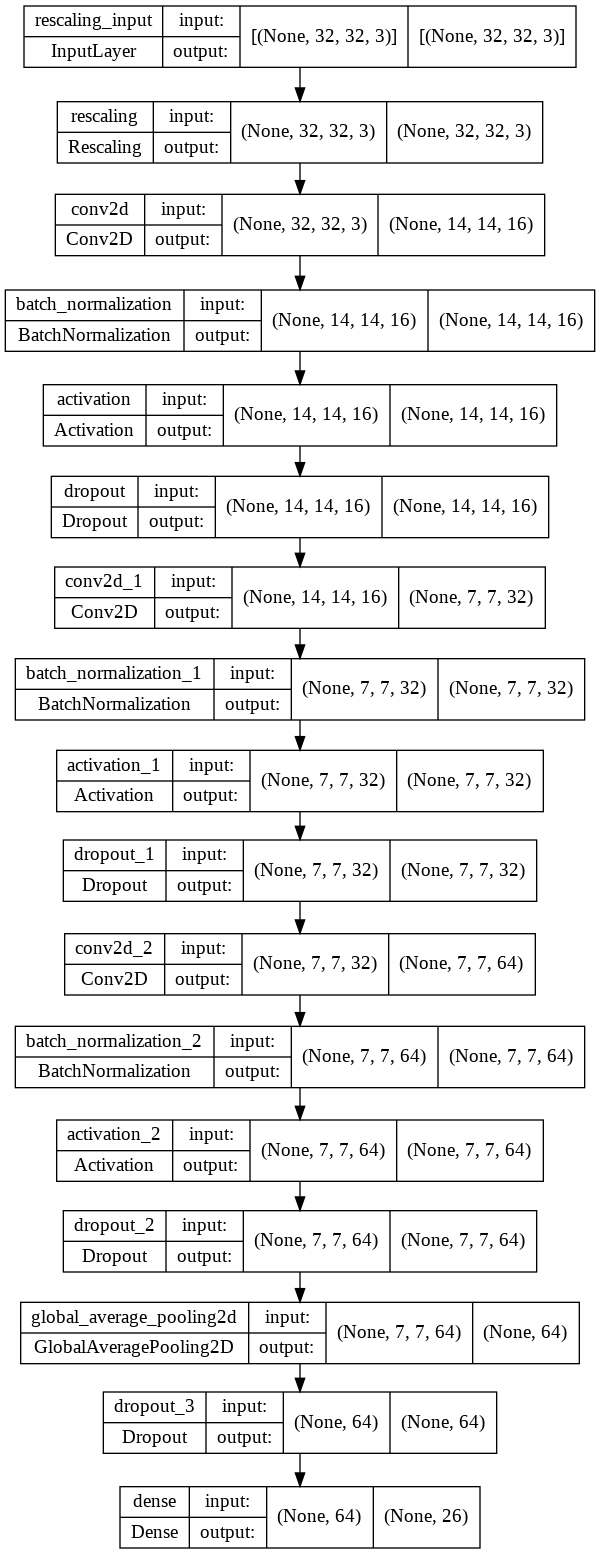 rescaling_input input: [(None, 32, 32, 3)] [(None, 32, 32, 3)]
InputLayer output:
rescaling input: (None, 32, 32, 3) (None, 32, 32, 3)
Rescaling output:
conv2d input: (None, 32, 32, 3) (None, 14, 14, 16)
Conv2D output:
batch_normalization input: (None, 14, 14, 16) (None, 14, 14, 16)
BatchNormalization output:
activation input: (None, 14, 14, 16) (None, 14, 14, 16)
Activation output:
dropout input: (None, 14, 14, 16) (None, 14, 14, 16)
Dropout output:
conv2d_1 input: (None, 14, 14, 16) (None, 7, 7, 32)
Conv2D output:
batch_normalization_1 input: (None, 7, 7, 32) (None, 7, 7, 32)
BatchNormalization output:
activation_1 input: (None, 7, 7, 32) (None, 7, 7, 32)
Activation output:
dropout_1 input: (None, 7, 7, 32) (None, 7, 7, 32)
Dropout output:
conv2d_2 input: (None, 7, 7, 32) (None, 7, 7, 64)
Conv2D output:
batch_normalization_2 input: (None, 7, 7, 64) (None, 7, 7, 64)
BatchNormalization output:
activation_2 input: (None, 7, 7, 64) (None, 7, 7, 64)
Activation output:
dropout_2 input: (None, 7, 7, 64) (None, 7, 7, 64)
Dropout output:
global_average_pooling2d input: (None, 7, 7, 64) (None, 64)
GlobalAveragePooling2D output:
dropout_3 input: (None, 64) (None, 64)
Dropout output:
dense input: (None, 64) (None, 26)
Dense output: